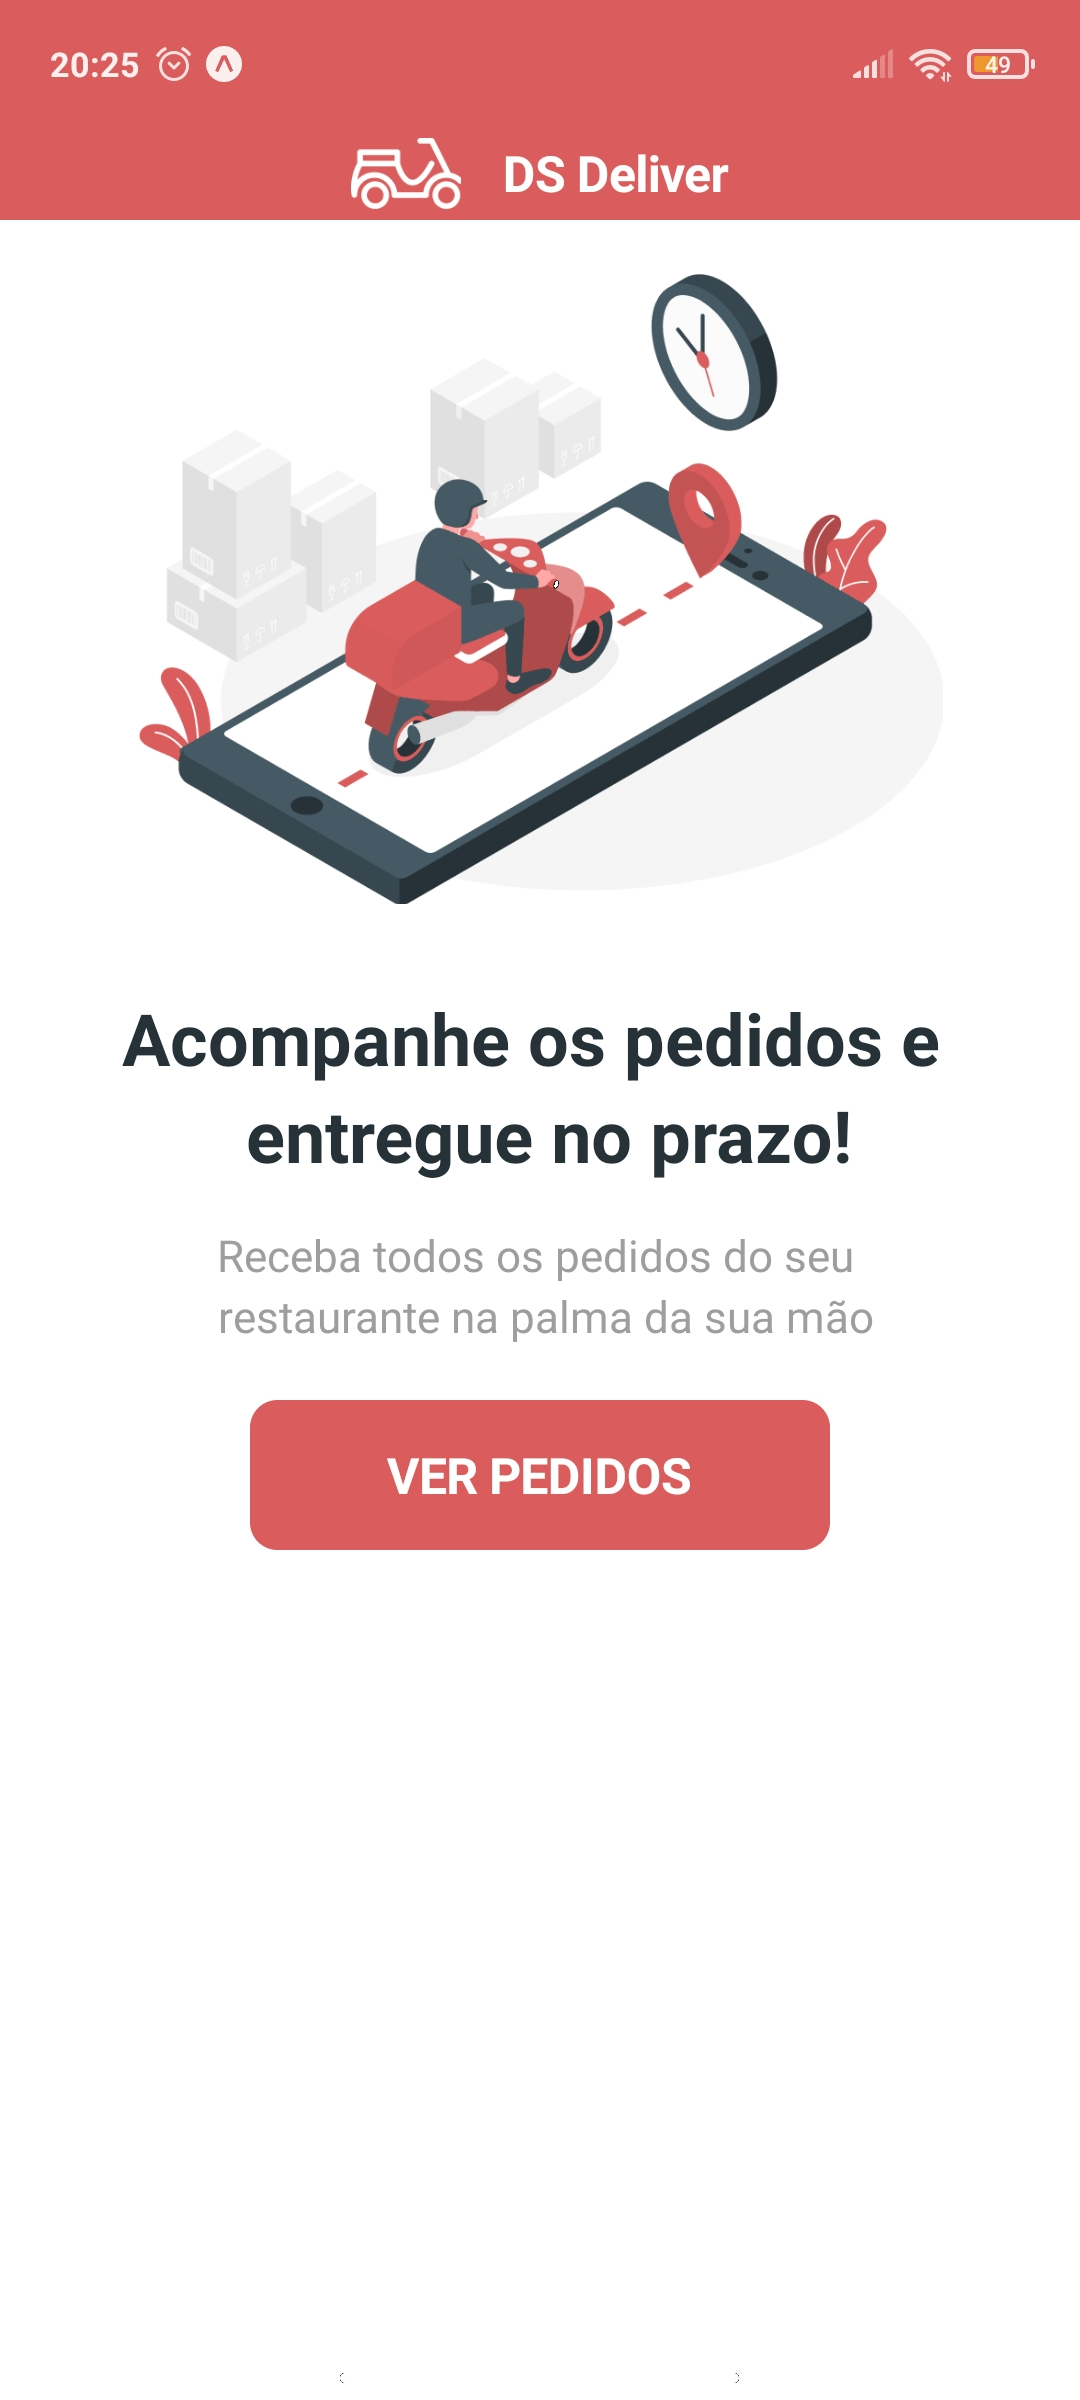 20:25
49
DS Deliver
Acompanhe os pedidos e
entregue no prazo!
Receba todos os pedidos do seu
restaurante na palma da sua mão
VER PEDIDOS